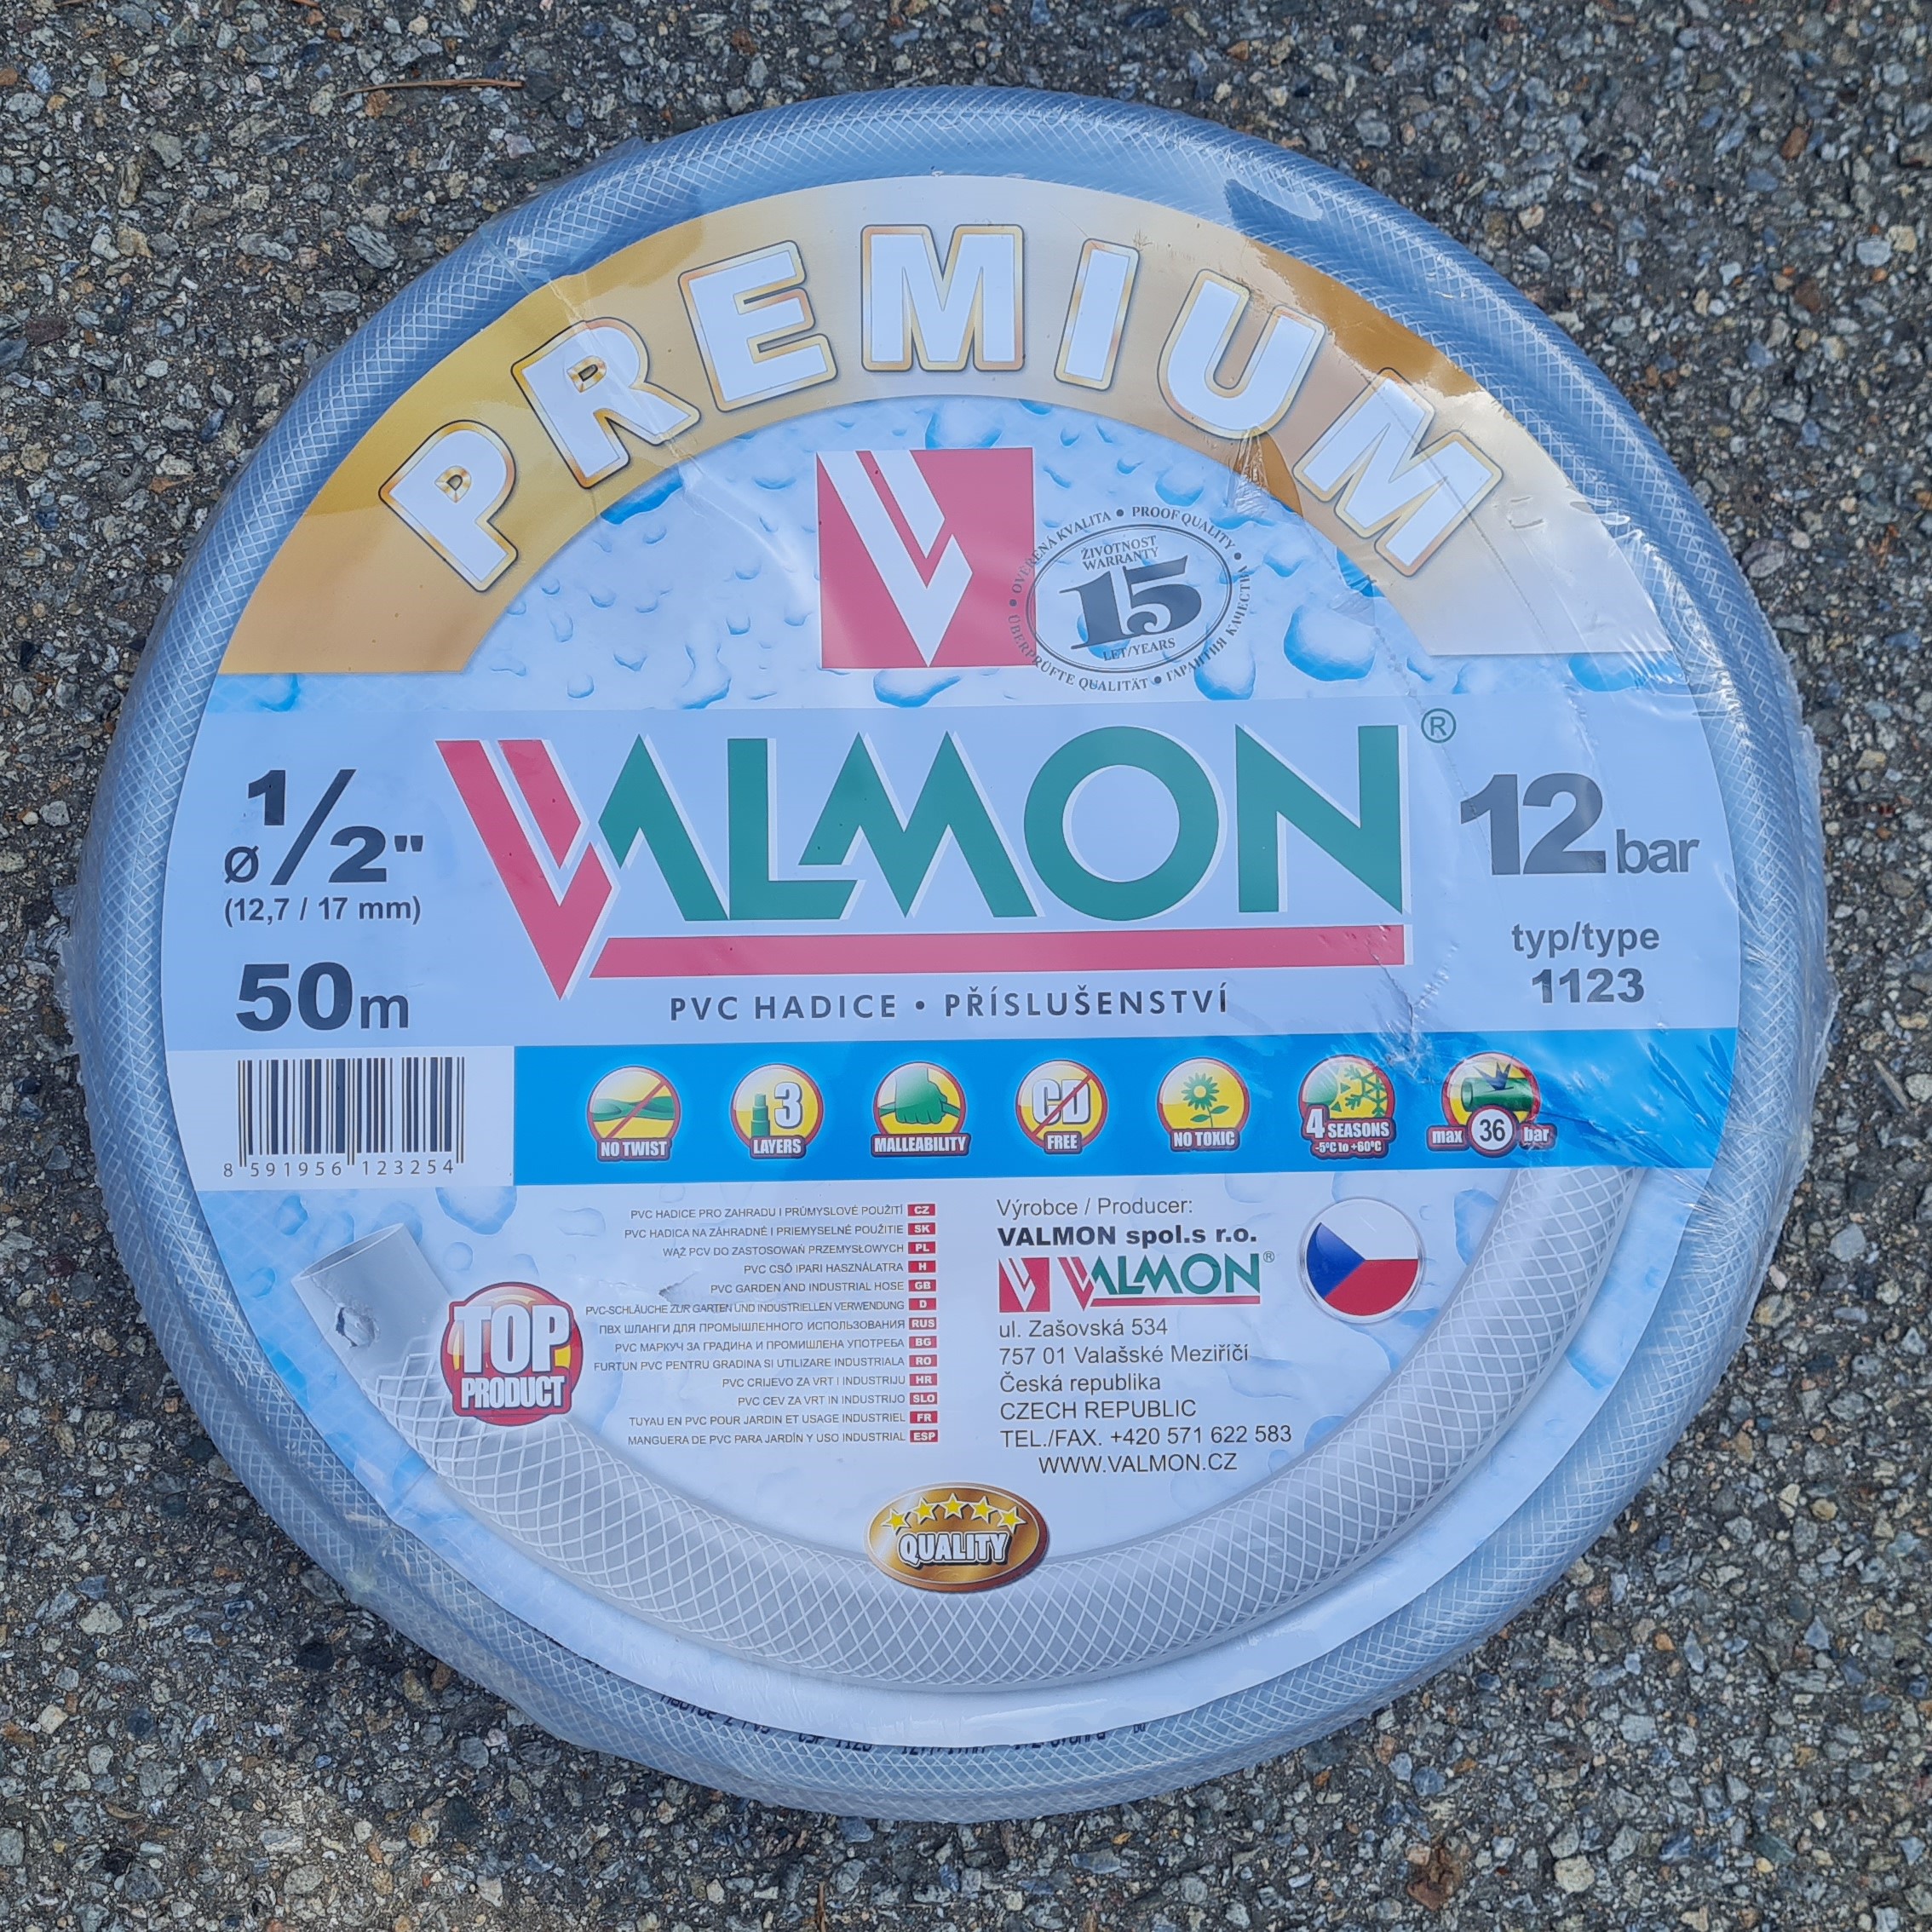 PREMIUM
OVĚŘENÁ KVALITA • PROOF QUALITY •
ŽIVOTNOST
WARRANTY
15
LET/YEARS
ÜBERPRÜFTE QUALITÄT • ГАРАНТИЯ КАЧЕСТВА
VALMON®
ø 1/2"
(12,7 / 17 mm)
50m
12 bar
typ/type
1123
PVC HADICE • PŘÍSLUŠENSTVÍ
8 591956 123254
NO TWIST
3
LAYERS
MALLEABILITY
CD
FREE
NO TOXIC
4 SEASONS
-5°C to +60°C
max 36 bar
PVC HADICE PRO ZAHRADU I PRŮMYSLOVÉ POUŽITÍ CZ
PVC HADICA NA ZÁHRADNÉ I PRIEMYSELNÉ POUŽITIE SK
WĄŻ PCV DO ZASTOSOWAŃ PRZEMYSŁOWYCH PL
PVC CSŐ IPARI HASZNÁLATRA H
PVC GARDEN AND INDUSTRIAL HOSE GB
PVC-SCHLÄUCHE ZUR GARTEN UND INDUSTRIELLEN VERWENDUNG D
ПВХ ШЛАНГИ ДЛЯ ПРОМЫШЛЕННОГО ИСПОЛЬЗОВАНИЯ RUS
PVC МАРКУЧ ЗА ГРАДИНА И ПРОМИШЛЕНА УПОТРЕБА BG
FURTUN PVC PENTRU GRADINA SI UTILIZARE INDUSTRIALA RO
PVC CRIJEVO ZA VRT I INDUSTRIJU HR
PVC CEV ZA VRT IN INDUSTRIJO SLO
TUYAU EN PVC POUR JARDIN ET USAGE INDUSTRIEL FR
MANGUERA DE PVC PARA JARDÍN Y USO INDUSTRIAL ESP
TOP
PRODUCT
Výrobce / Producer:
VALMON spol.s r.o.
VALMON®
ul. Zašovská 534
757 01 Valašské Meziříčí
Česká republika
CZECH REPUBLIC
TEL./FAX. +420 571 622 583
WWW.VALMON.CZ
QUALITY